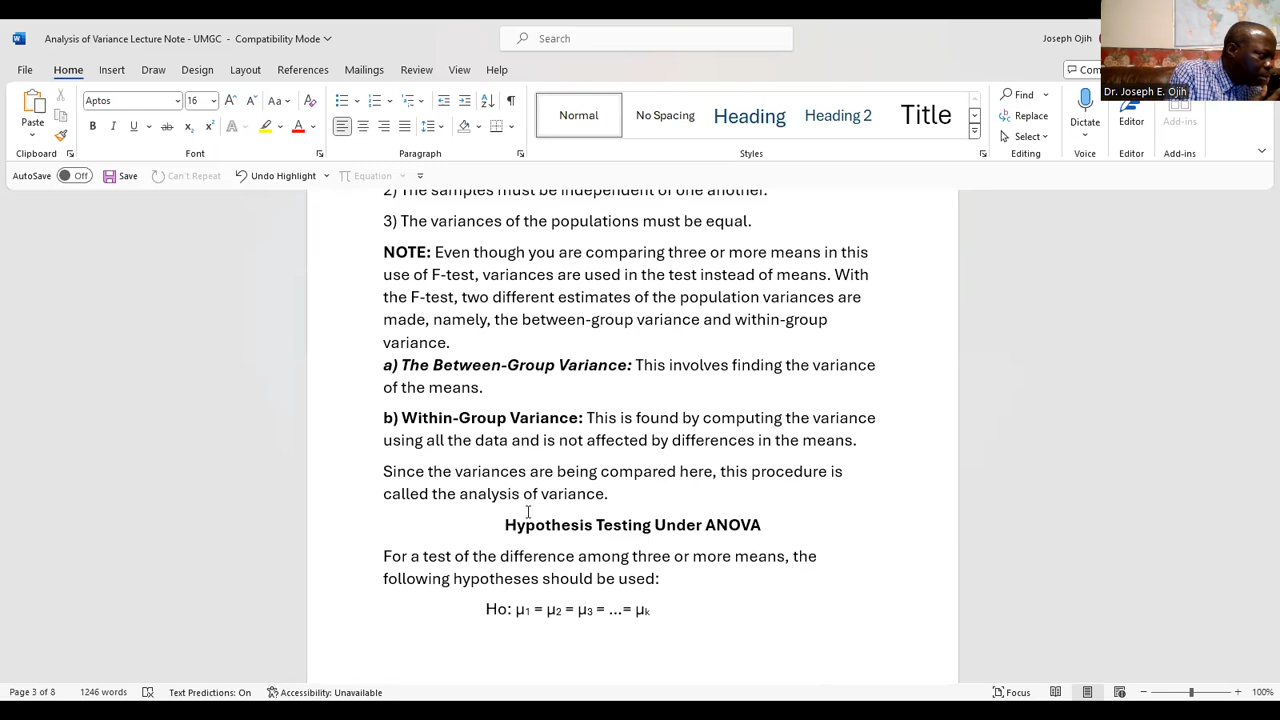 Analysis of Variance Lecture Note - UMGC - Compatibility Mode
Search
Joseph Ojih
File Home Insert Draw Design Layout References Mailings Review View Help
Com
Dr. Joseph E. Ojih
Paste
Clipboard
Aptos 16
Font
Paragraph
Normal
No Spacing
Heading
Heading 2
Title
Styles
Find
Replace
Select
Editing
Dictate
Voice
Editor
Editor
Add-ins
Add-ins
AutoSave Off Save Can't Repeat Undo Highlight Equation
2) The samples must be independent of one another.
3) The variances of the populations must be equal.
NOTE: Even though you are comparing three or more means in this
use of F-test, variances are used in the test instead of means. With
the F-test, two different estimates of the population variances are
made, namely, the between-group variance and within-group
variance.
a) The Between-Group Variance: This involves finding the variance
of the means.
b) Within-Group Variance: This is found by computing the variance
using all the data and is not affected by differences in the means.
Since the variances are being compared here, this procedure is
called the analysis of variance.
Hypothesis Testing Under ANOVA
For a test of the difference among three or more means, the
following hypotheses should be used:
Ho: µ₁ = µ₂ = µ₃ = ...= µₖ
Page 3 of 8 1246 words Text Predictions: On Accessibility: Unavailable Focus 100%